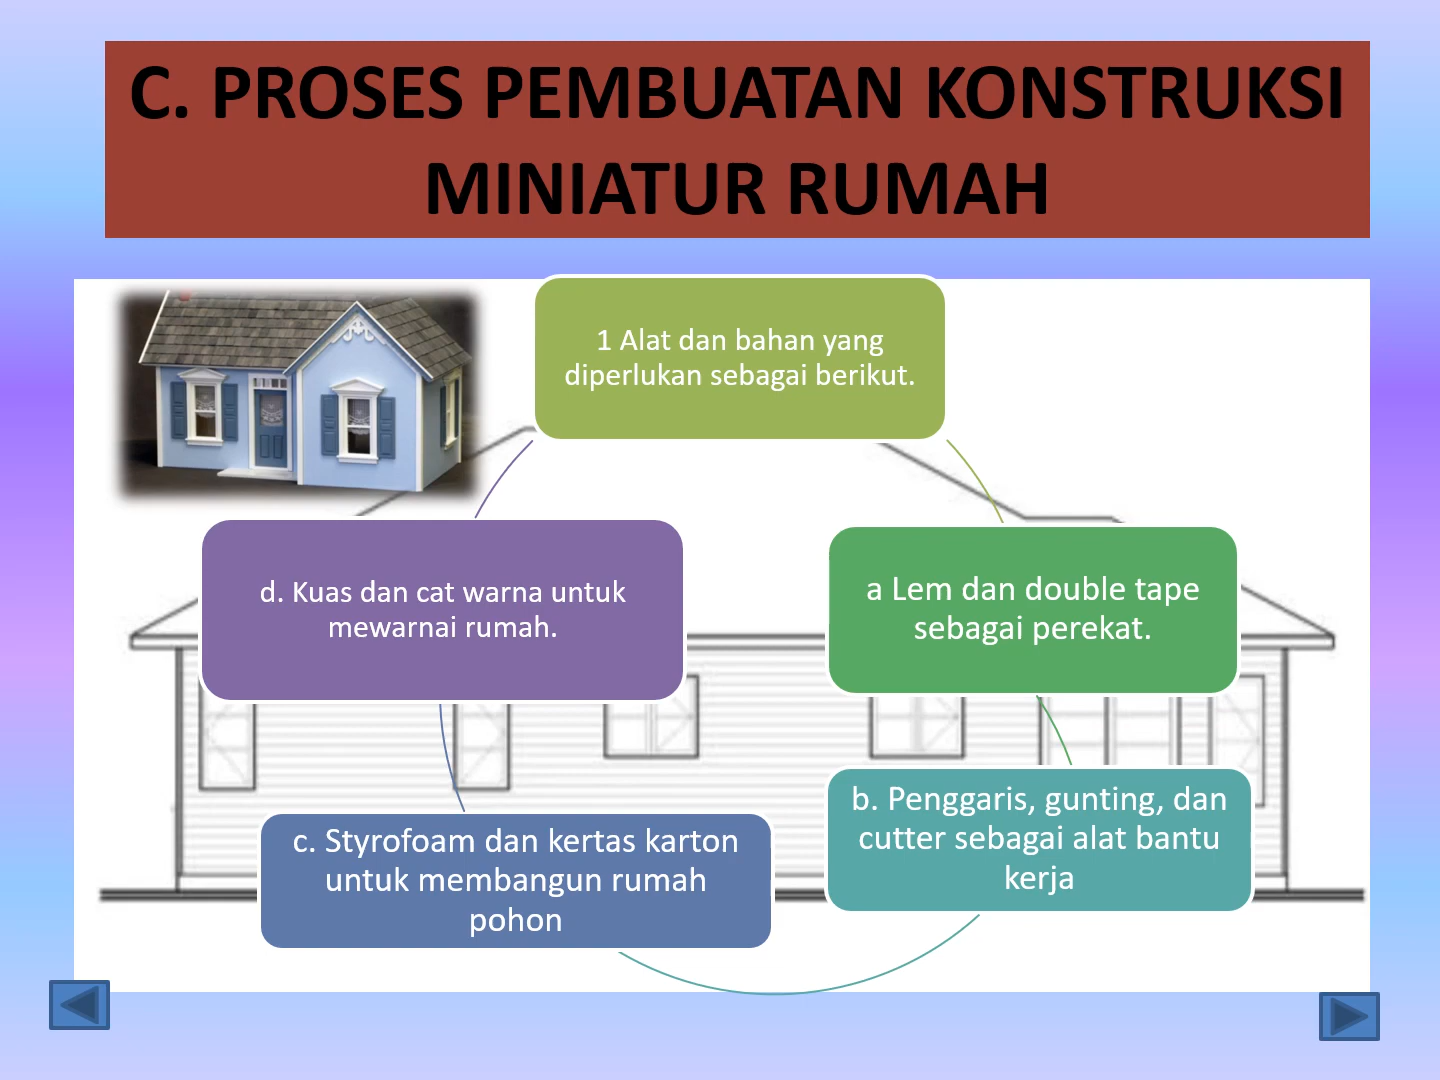 C. PROSES PEMBUATAN KONSTRUKSI
MINIATUR RUMAH
1 Alat dan bahan yang
diperlukan sebagai berikut.
a Lem dan double tape
sebagai perekat.
b. Penggaris, gunting, dan
cutter sebagai alat bantu
kerja
c. Styrofoam dan kertas karton
untuk membangun rumah
pohon
d. Kuas dan cat warna untuk
mewarnai rumah.